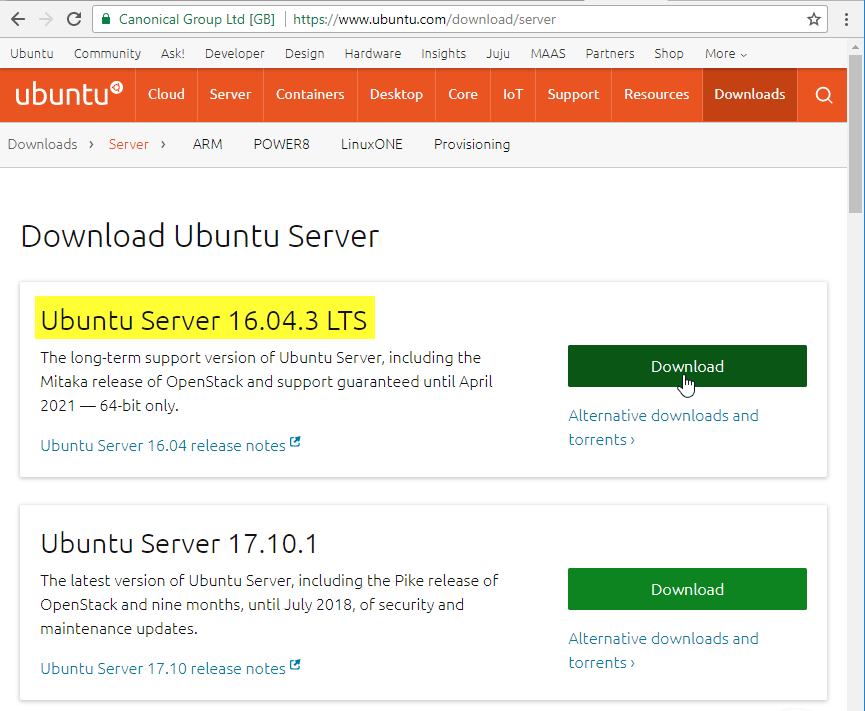 Canonical Group Ltd [GB] | https://www.ubuntu.com/download/server
Ubuntu Community Ask! Developer Design Hardware Insights Juju MAAS Partners Shop More
ubuntu Cloud Server Containers Desktop Core IoT Support Resources Downloads
Downloads › Server › ARM POWER8 LinuxONE Provisioning
Download Ubuntu Server
Ubuntu Server 16.04.3 LTS
The long-term support version of Ubuntu Server, including the
Mitaka release of OpenStack and support guaranteed until April
2021 — 64-bit only.
Ubuntu Server 16.04 release notes
Download
Alternative downloads and
torrents ›
Ubuntu Server 17.10.1
The latest version of Ubuntu Server, including the Pike release of
OpenStack and nine months, until July 2018, of security and
maintenance updates.
Ubuntu Server 17.10 release notes
Download
Alternative downloads and
torrents ›